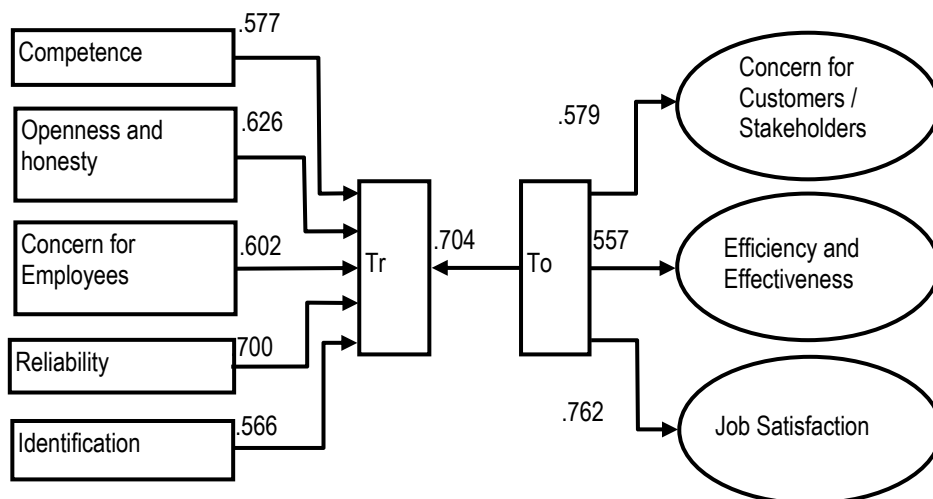 .577
Competence
Openness and
honesty
.626
Concern for
Employees
.602
Reliability
700
Identification
.566
Tr
.704
To
.579
557
.762
Concern for
Customers /
Stakeholders
Efficiency and
Effectiveness
Job Satisfaction